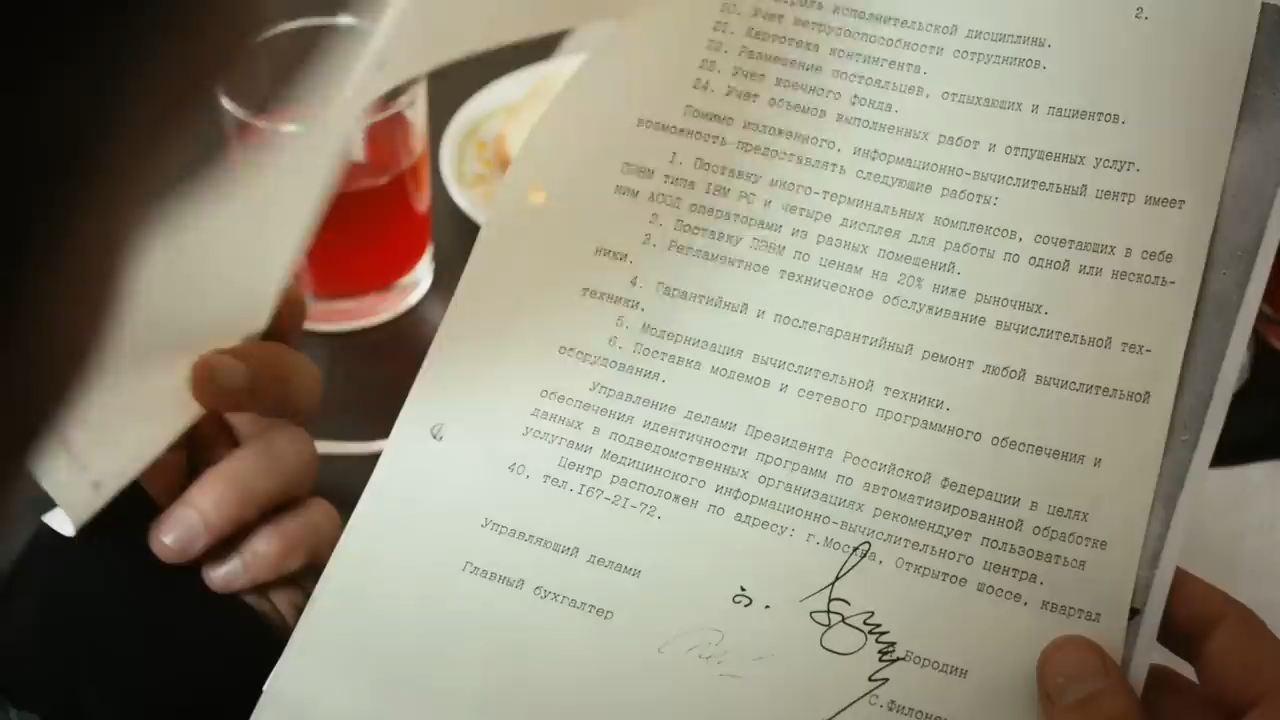 2.
исполнительской дисциплины.
20. Учет нетрудоспособности сотрудников.
21. Картотека контингента.
22. Размещение постояльцев, отдыхающих и пациентов.
23. Учет коечного фонда.
24. Учет объемов выполненных работ и отпущенных услуг.
Помимо изложенного, информационно-вычислительный центр имеет
возможность предоставлять следующие работы:
1. Поставку много-терминальных комплексов, сочетающих в себе
ПЭВМ типа IBM PC и четыре дисплея для работы по одной или несколь-
ким АСОД операторами из разных помещений.
2. Поставку ПЭВМ по ценам на 20% ниже рыночных.
2. Регламентное техническое обслуживание вычислительной тех-
ники.
4. Гарантийный и послегарантийный ремонт любой вычислительной
техники.
5. Модернизация вычислительной техники.
6. Поставка модемов и сетевого программного обеспечения и
оборудования.
Управление делами Президента Российской Федерации в целях
обеспечения идентичности программ по автоматизированной обработке
данных в подведомственных организациях рекомендует пользоваться
услугами Медицинского информационно-вычислительного центра.
Центр расположен по адресу: г.Москва, Открытое шоссе, квартал
40, тел.167-21-72.
Управляющий делами
Бородин
Главный бухгалтер
С.Филоне